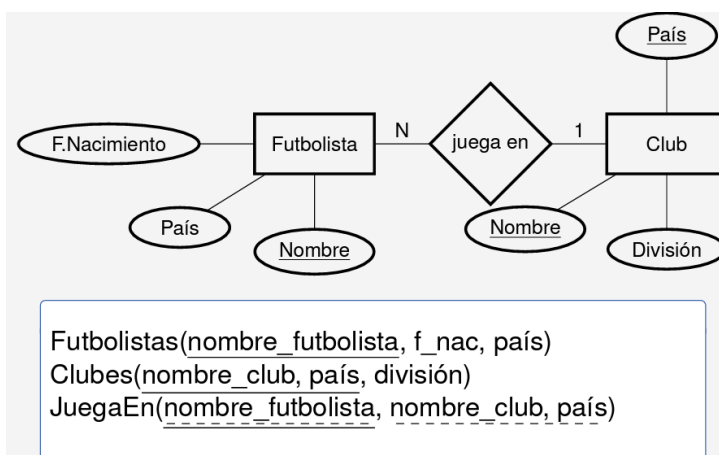 País
F.Nacimiento
Futbolista
N
juega en
1
Club
País
Nombre
Nombre
División
Futbolistas(nombre_futbolista, f_nac, país)
Clubes(nombre_club, país, división)
JuegaEn(nombre_futbolista, nombre_club, país)